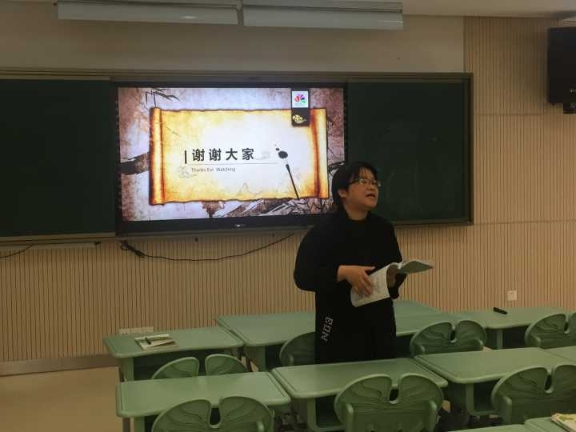 谢谢大家
Thanks for Watching